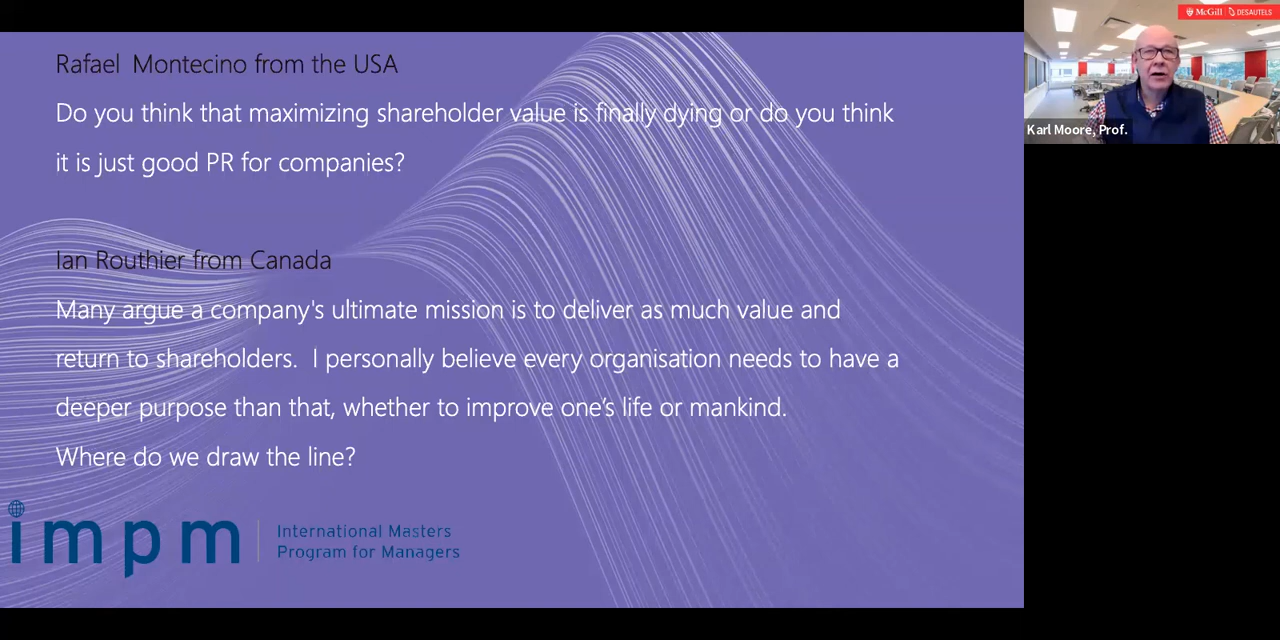 Rafael  Montecino from the USA
Do you think that maximizing shareholder value is finally dying or do you think
it is just good PR for companies?
Ian Routhier from Canada
Many argue a company's ultimate mission is to deliver as much value and
return to shareholders.  I personally believe every organisation needs to have a
deeper purpose than that, whether to improve one’s life or mankind.
Where do we draw the line?
impm
International Masters
Program for Managers
McGill DESAUTELS
Karl Moore, Prof.